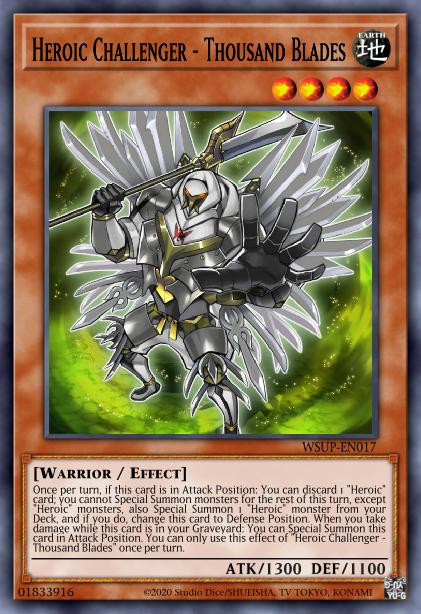 HEROIC CHALLENGER - THOUSAND BLADES
EARTH
地
WSUP-EN017
[WARRIOR / EFFECT]
Once per turn, if this card is in Attack Position: You can discard 1 "Heroic"
card; you cannot Special Summon monsters for the rest of this turn, except
"Heroic" monsters, also Special Summon 1 "Heroic" monster from your
Deck, and if you do, change this card to Defense Position. When you take
damage while this card is in your Graveyard: You can Special Summon this
card in Attack Position. You can only use this effect of "Heroic Challenger -
Thousand Blades" once per turn.
ATK/1300 DEF/1100
01833916
©2020 Studio Dice/SHUEISHA, TV TOKYO, KONAMI